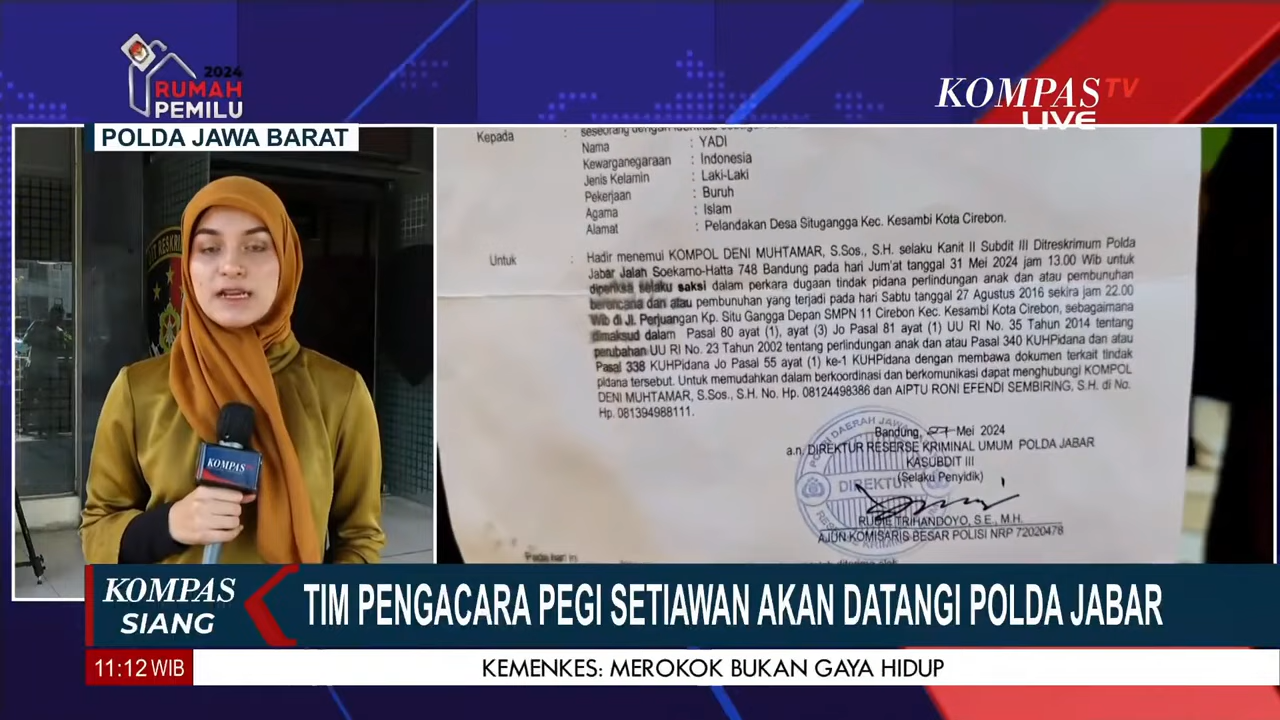 2024
RUMAH
PEMILU
KOMPASTV
LIVE
POLDA JAWA BARAT
Kepada :
Nama : YADI
Kewarganegaraan : Indonesia
Jenis Kelamin : Laki-Laki
Pekerjaan : Buruh
Agama : Islam
Alamat : Pelandakan Desa Situgangga Kec. Kesambi Kota Cirebon.
Untuk : Hadir menemui KOMPOL DENI MUHTAMAR, S.Sos., S.H. selaku Kanit II Subdit III Ditreskrimum Polda
Jabar Jalah Soekarno-Hatta 748 Bandung pada hari Jum'at tanggal 31 Mei 2024 jam 13.00 Wib untuk
diperiksa selaku saksi dalam perkara dugaan tindak pidana perlindungan anak dan atau pembunuhan
berencana dan atau pembunuhan yang terjadi pada hari Sabtu tanggal 27 Agustus 2016 sekira jam 22.00
Wib di Jl. Perjuangan Kp. Situ Gangga Depan SMPN 11 Cirebon Kec. Kesambi Kota Cirebon, sebagaimana
dimaksud dalam Pasal 80 ayat (1), ayat (3) Jo Pasal 81 ayat (1) UU RI No. 35 Tahun 2014 tentang
perubahan UU RI No. 23 Tahun 2002 tentang perlindungan anak dan atau Pasal 340 KUHPidana dan atau
Pasal 338 KUHPidana Jo Pasal 55 ayat (1) ke-1 KUHPidana dengan membawa dokumen terkait tindak
pidana tersebut. Untuk memudahkan dalam berkoordinasi dan berkomunikasi dapat menghubungi KOMPOL
DENI MUHTAMAR, S.Sos., S.H. No. Hp. 08124498386 dan AIPTU RONI EFENDI SEMBIRING, S.H. di No.
Hp. 081394988111.
Bandung, 27 Mei 2024
a.n. DIREKTUR RESERSE KRIMINAL UMUM POLDA JABAR
KASUBDIT III
(Selaku Penyidik)
DIREKTUR
RUDIE TRIHANDOYO, S.E., M.H.
AJUN KOMISARIS BESAR POLISI NRP 72020478
Pada hari in
KOMPASTV
KOMPAS
SIANG
TIM PENGACARA PEGI SETIAWAN AKAN DATANGI POLDA JABAR
11:12 WIB
KEMENKES: MEROKOK BUKAN GAYA HIDUP